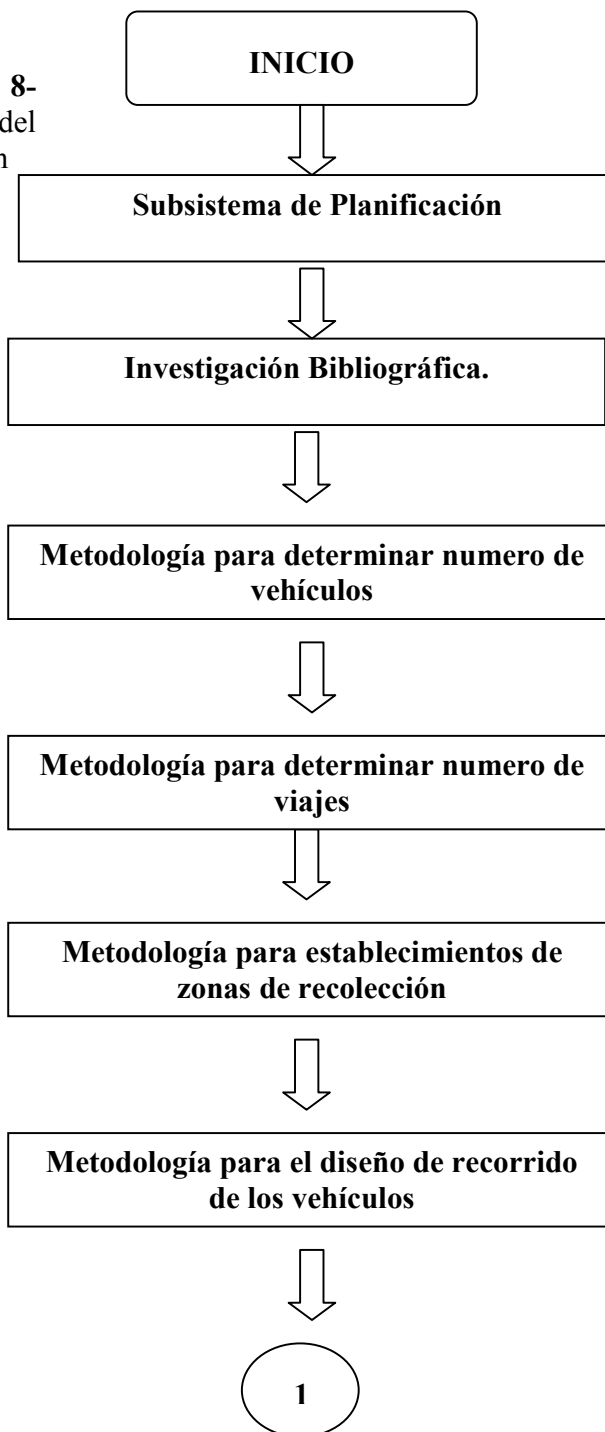 INICIO
8-
del
n
Subsistema de Planificación
Investigación Bibliográfica.
Metodología para determinar numero de
vehículos
Metodología para determinar numero de
viajes
Metodología para establecimientos de
zonas de recolección
Metodología para el diseño de recorrido
de los vehículos
1